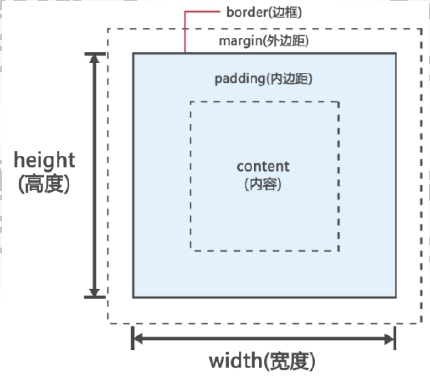 border(边框)
margin(外边距)
padding(内边距)
height
(高度)
content
(内容)
width(宽度)